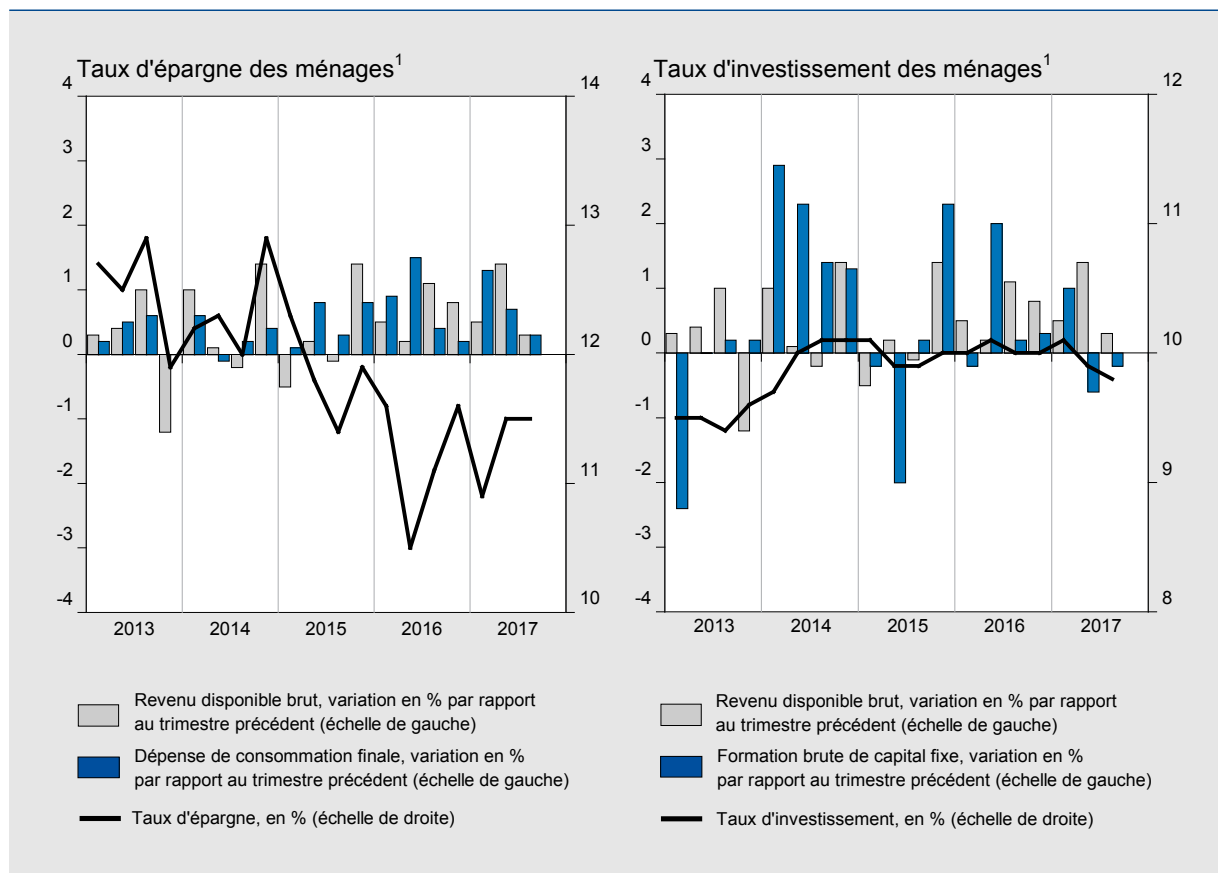 Taux d'épargne des ménages1
4
3
2
1
0
-1
-2
-3
-4
14
13
12
11
10
2013 2014 2015 2016 2017
Revenu disponible brut, variation en % par rapport
au trimestre précédent (échelle de gauche)
Dépense de consommation finale, variation en %
par rapport au trimestre précédent (échelle de gauche)
Taux d'épargne, en % (échelle de droite)
Taux d'investissement des ménages1
4
3
2
1
0
-1
-2
-3
-4
12
11
10
9
8
2013 2014 2015 2016 2017
Revenu disponible brut, variation en % par rapport
au trimestre précédent (échelle de gauche)
Formation brute de capital fixe, variation en %
par rapport au trimestre précédent (échelle de gauche)
Taux d'investissement, en % (échelle de droite)